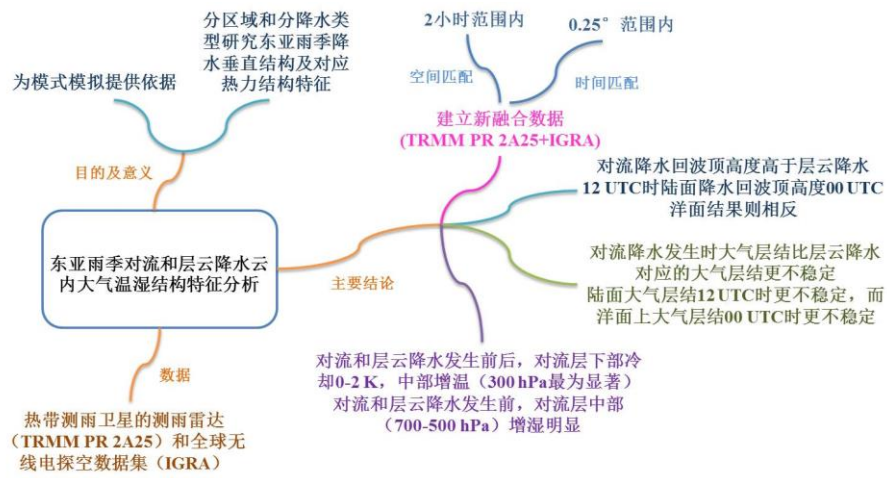 为模式模拟提供依据
分区域和分降水类
型研究东亚雨季降
水垂直结构及对应
热力结构特征
目的及意义
东亚雨季对流和层云降水云
内大气温湿结构特征分析
数据
热带测雨卫星的测雨雷达
（TRMM PR 2A25）和全球无
线电探空数据集（IGRA）
主要结论
2小时范围内
0.25° 范围内
空间匹配
时间匹配
建立新融合数据
(TRMM PR 2A25+IGRA)
对流降水回波顶高度高于层云降水
12 UTC时陆面降水回波顶高度00 UTC
洋面结果则相反
对流降水发生时大气层结比层云降水
对应的大气层结更不稳定
陆面大气层结12 UTC时更不稳定，而
洋面上大气层结00 UTC时更不稳定
对流和层云降水发生前后，对流层下部冷
却0-2 K，中部增温（300 hPa最为显著）
对流和层云降水发生前，对流层中部
（700-500 hPa）增湿明显